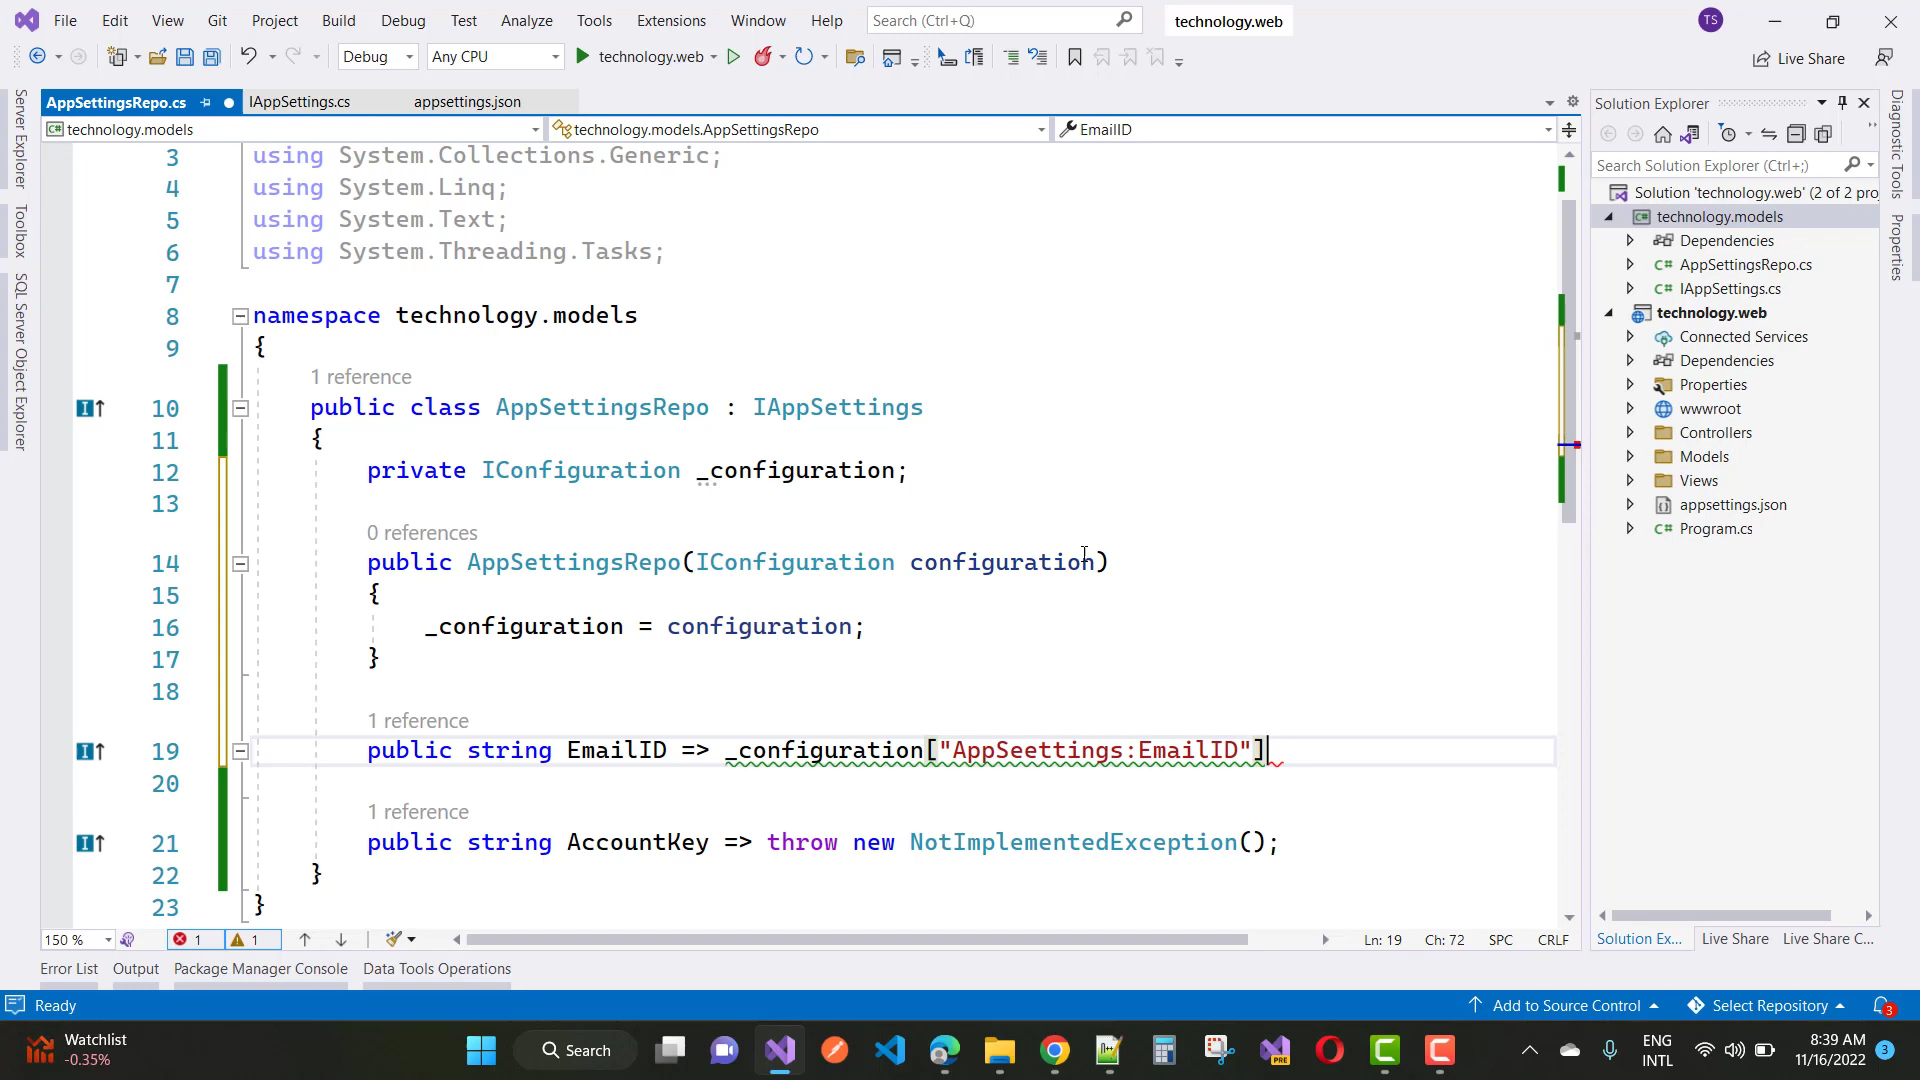 File Edit View Git Project Build Debug Test Analyze Tools Extensions Window Help Search (Ctrl+Q) technology.web TS
Debug Any CPU technology.web Live Share
AppSettingsRepo.cs IAppSettings.cs appsettings.json
technology.models technology.models.AppSettingsRepo EmailID
3 using System.Collections.Generic;
4 using System.Linq;
5 using System.Text;
6 using System.Threading.Tasks;
7
8 namespace technology.models
9 {
1 reference
10 public class AppSettingsRepo : IAppSettings
11 {
12 private IConfiguration _configuration;
13
0 references
14 public AppSettingsRepo(IConfiguration configuration)
15 {
16 _configuration = configuration;
17 }
18
1 reference
19 public string EmailID => _configuration["AppSeettings:EmailID"]
20
1 reference
21 public string AccountKey => throw new NotImplementedException();
22 }
23 }
150 % 1 1 Ln: 19 Ch: 72 SPC CRLF
Error List Output Package Manager Console Data Tools Operations
Server Explorer
Toolbox
SQL Server Object Explorer
Solution Explorer
Search Solution Explorer (Ctrl+;)
Solution 'technology.web' (2 of 2 proj
technology.models
Dependencies
C# AppSettingsRepo.cs
C# IAppSettings.cs
technology.web
Connected Services
Dependencies
Properties
wwwroot
Controllers
Models
Views
appsettings.json
C# Program.cs
Solution Ex... Live Share Live Share C...
Diagnostic Tools
Properties
Ready Add to Source Control Select Repository 3
Watchlist
-0.35%
Search
PRE
ENG
INTL
8:39 AM
11/16/2022
3